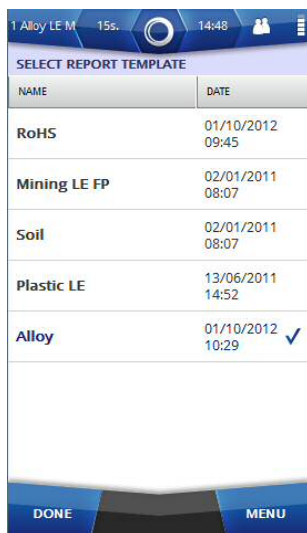 1 Alloy LE M 15s. 14:48
SELECT REPORT TEMPLATE
NAME DATE
RoHS 01/10/2012
09:45
Mining LE FP 02/01/2011
08:07
Soil 02/01/2011
08:07
Plastic LE 13/06/2011
14:52
Alloy 01/10/2012
10:29
DONE MENU